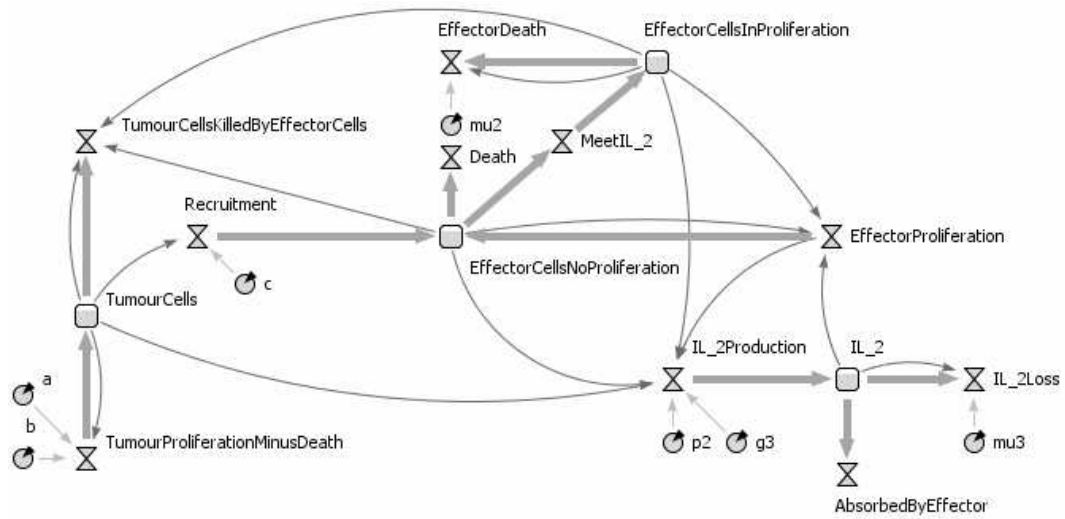 EffectorDeath
EffectorCellsInProliferation
TumourCellsKilledByEffectorCells
mu2
MeetIL_2
Death
Recruitment
EffectorProliferation
EffectorCellsNoProliferation
c
TumourCells
IL_2Production
IL_2
a
IL_2Loss
b
TumourProliferationMinusDeath
p2
g3
mu3
AbsorbedByEffector